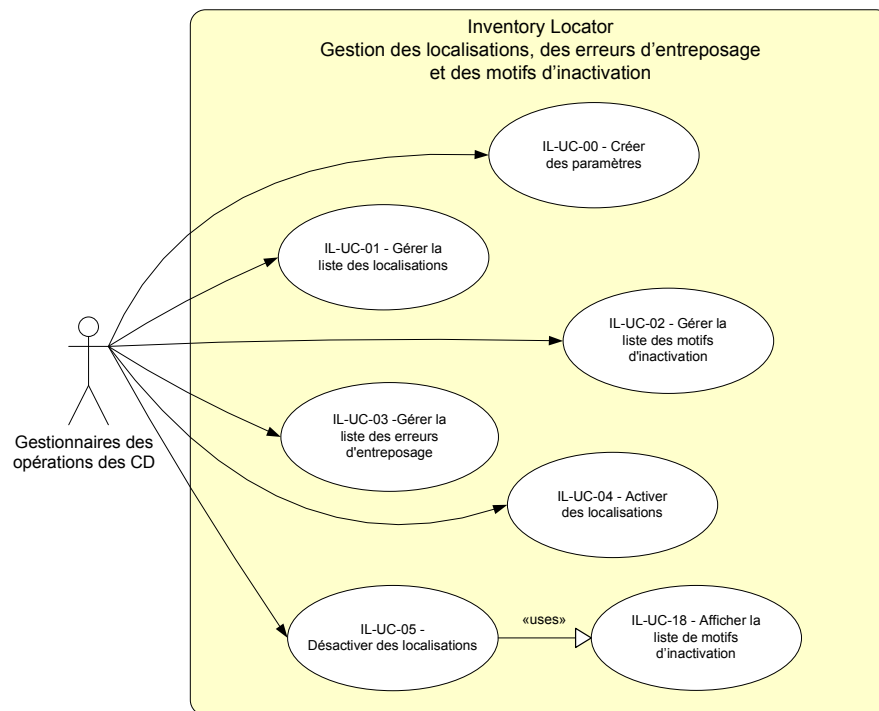 Inventory Locator
Gestion des localisations, des erreurs d’entreposage
et des motifs d’inactivation
IL-UC-00 - Créer
des paramètres
IL-UC-01 - Gérer la
liste des localisations
IL-UC-02 - Gérer la
liste des motifs
d'inactivation
IL-UC-03 -Gérer la
liste des erreurs
d'entreposage
Gestionnaires des
opérations des CD
IL-UC-04 - Activer
des localisations
IL-UC-05 -
Désactiver des localisations
«uses»
IL-UC-18 - Afficher la
liste de motifs
d’inactivation